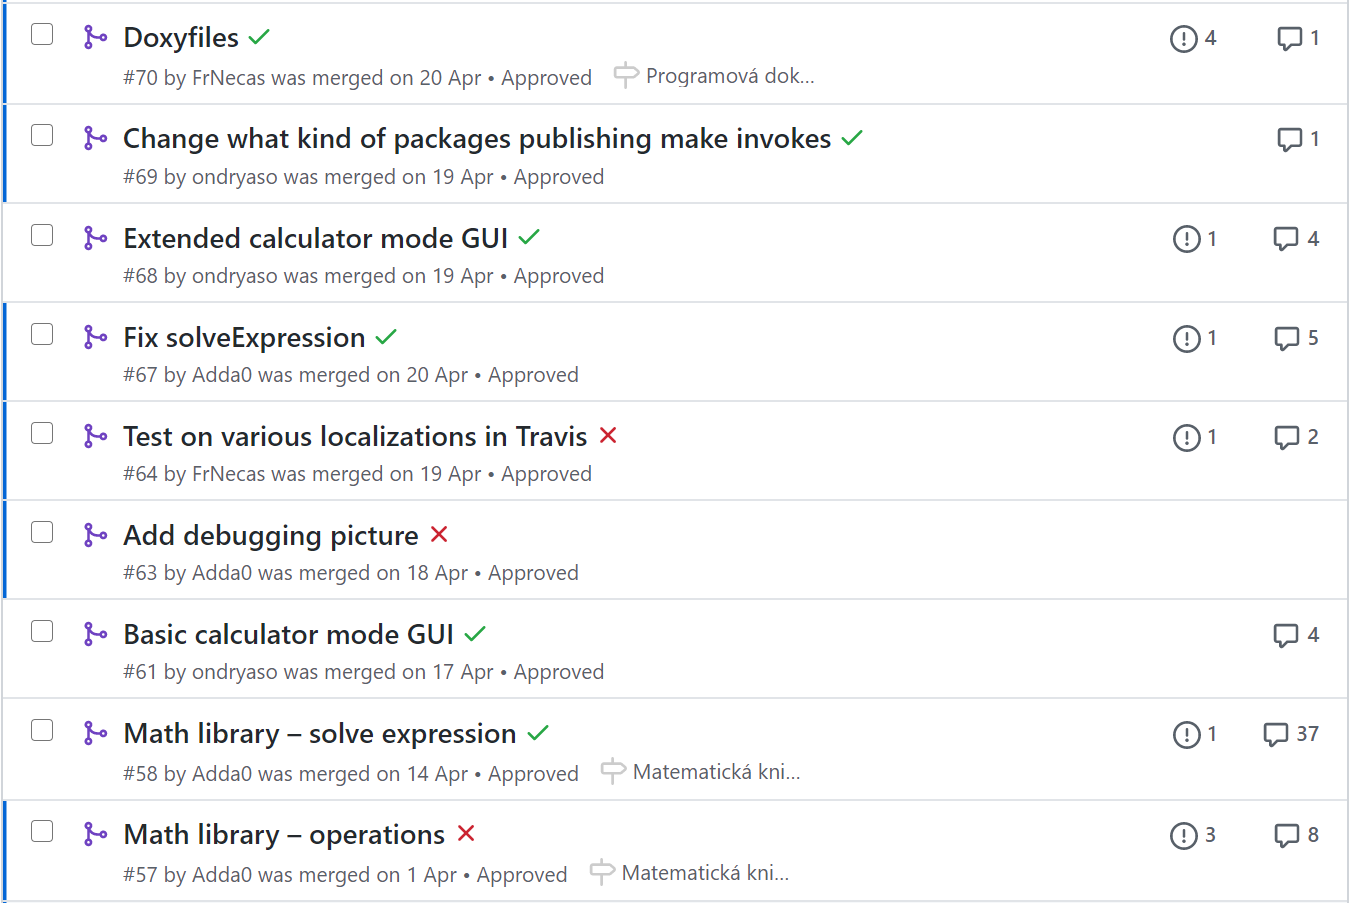 Doxyfiles 4 1
#70 by FrNecas was merged on 20 Apr • Approved Programová dok...
Change what kind of packages publishing make invokes 1
#69 by ondryaso was merged on 19 Apr • Approved
Extended calculator mode GUI 1 4
#68 by ondryaso was merged on 19 Apr • Approved
Fix solveExpression 1 5
#67 by Adda0 was merged on 20 Apr • Approved
Test on various localizations in Travis 1 2
#64 by FrNecas was merged on 19 Apr • Approved
Add debugging picture
#63 by Adda0 was merged on 18 Apr • Approved
Basic calculator mode GUI 4
#61 by ondryaso was merged on 17 Apr • Approved
Math library – solve expression 1 37
#58 by Adda0 was merged on 14 Apr • Approved Matematická kni...
Math library – operations 3 8
#57 by Adda0 was merged on 1 Apr • Approved Matematická kni...